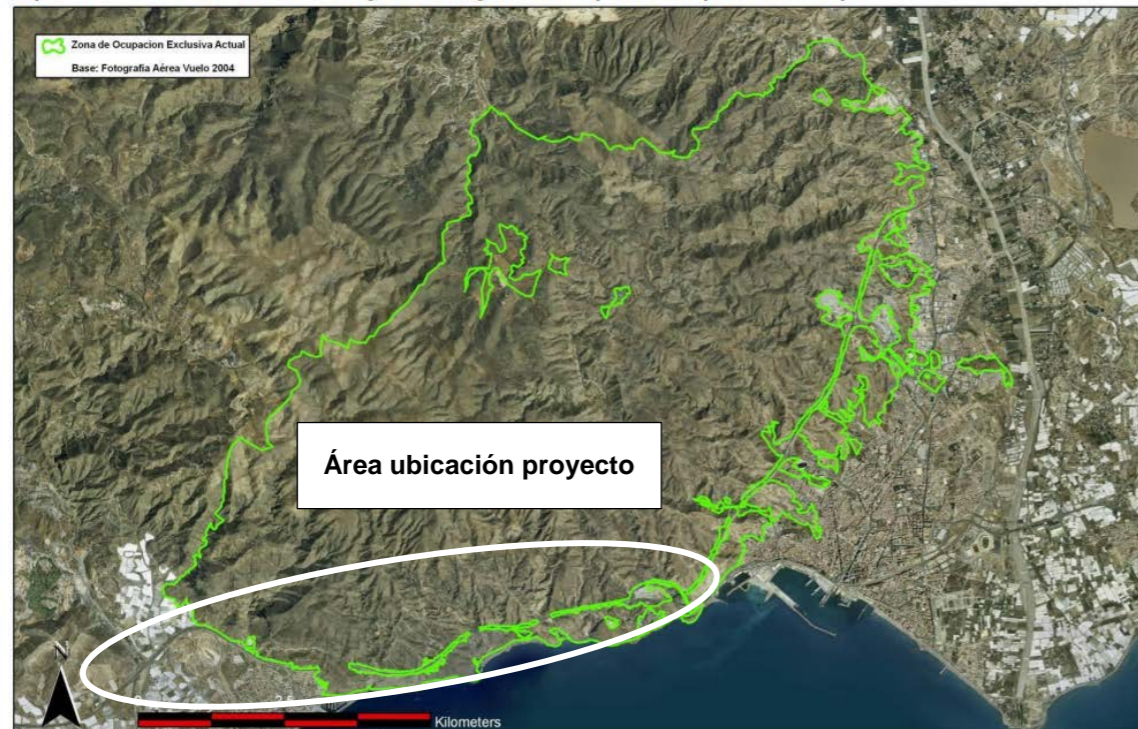 Zona de Ocupacion Exclusiva Actual
Base: Fotografía Aérea Vuelo 2004
Área ubicación proyecto
N
Kilometers